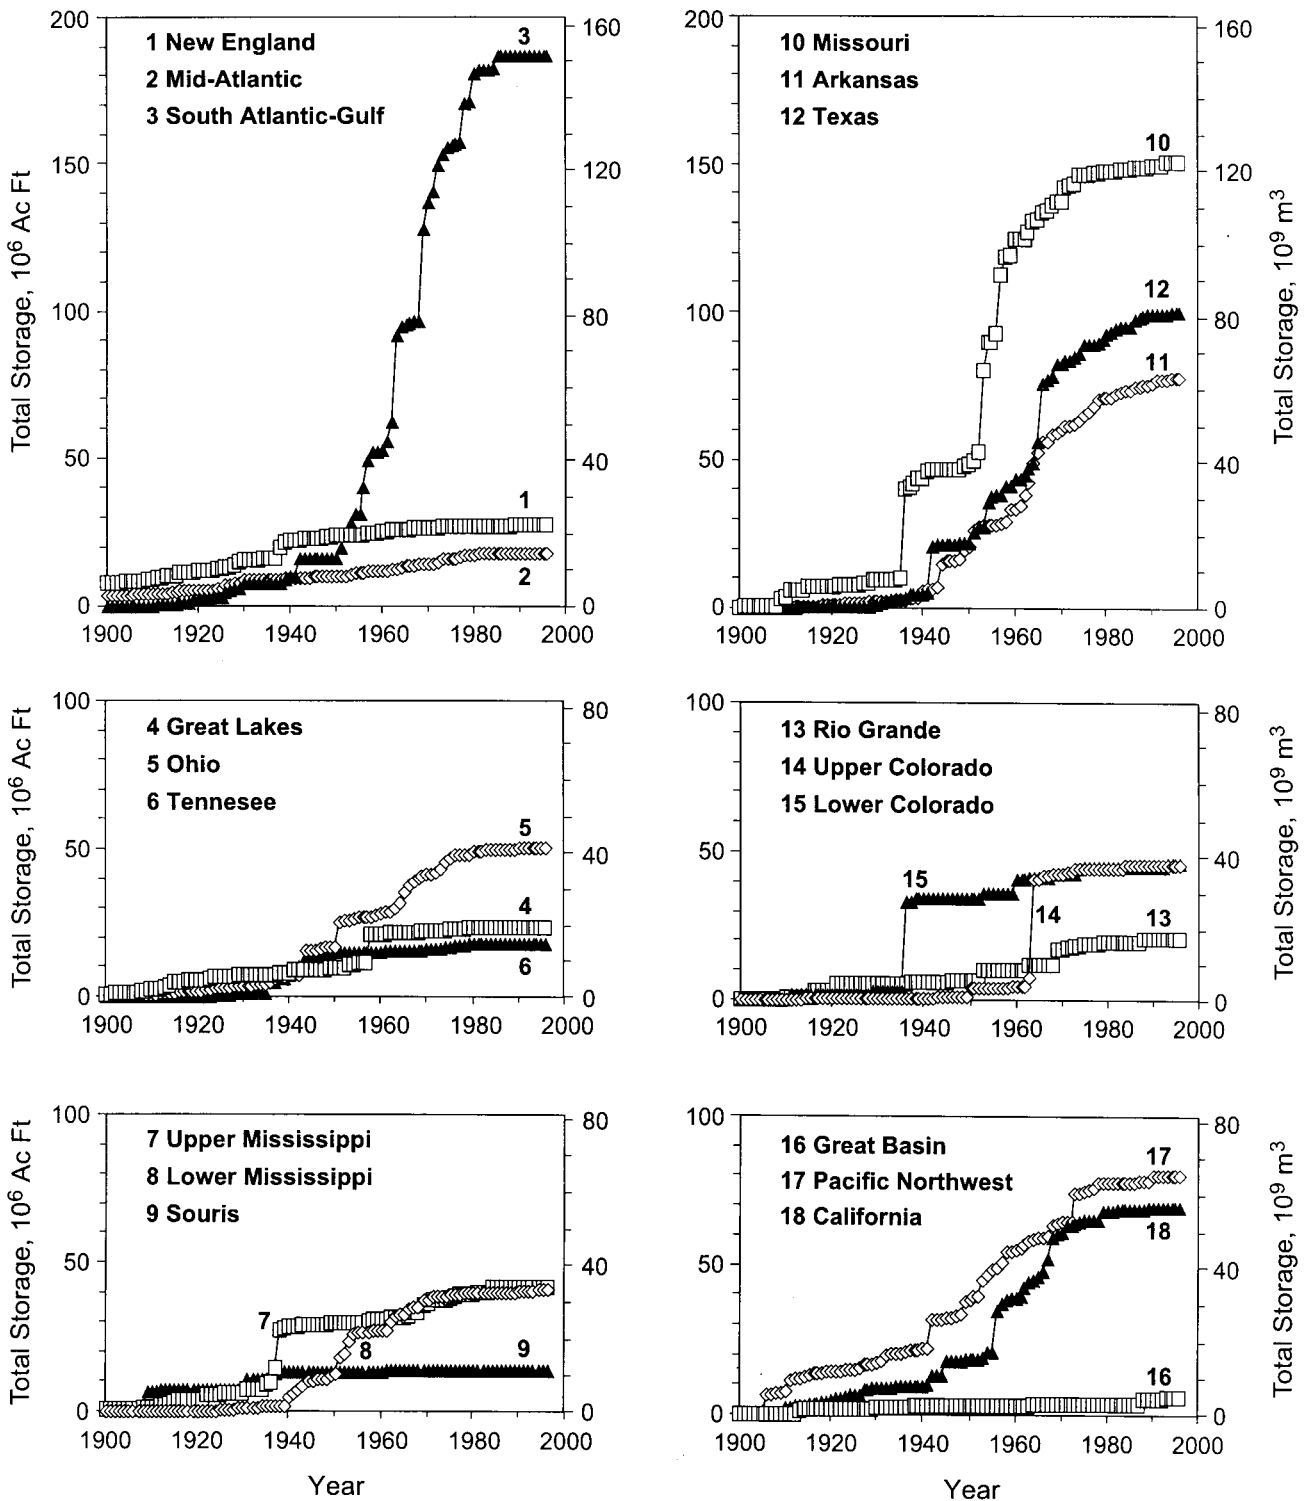 Total Storage, 10⁶ Ac Ft
200
150
100
50
0
1 New England
2 Mid-Atlantic
3 South Atlantic-Gulf
3
1
2
160
120
80
40
0
1900 1920 1940 1960 1980 2000
Total Storage, 10⁶ Ac Ft
200
150
100
50
0
10 Missouri
11 Arkansas
12 Texas
10
12
11
160
120
80
40
0
Total Storage, 10⁹ m³
1900 1920 1940 1960 1980 2000
Total Storage, 10⁶ Ac Ft
100
50
0
4 Great Lakes
5 Ohio
6 Tennesee
5
4
6
80
40
0
1900 1920 1940 1960 1980 2000
100
50
0
13 Rio Grande
14 Upper Colorado
15 Lower Colorado
15
14
13
80
40
0
Total Storage, 10⁹ m³
1900 1920 1940 1960 1980 2000
Total Storage, 10⁶ Ac Ft
100
50
0
7 Upper Mississippi
8 Lower Mississippi
9 Souris
7
8
9
80
40
0
1900 1920 1940 1960 1980 2000
Year
100
50
0
16 Great Basin
17 Pacific Northwest
18 California
17
18
16
80
40
0
Total Storage, 10⁹ m³
1900 1920 1940 1960 1980 2000
Year